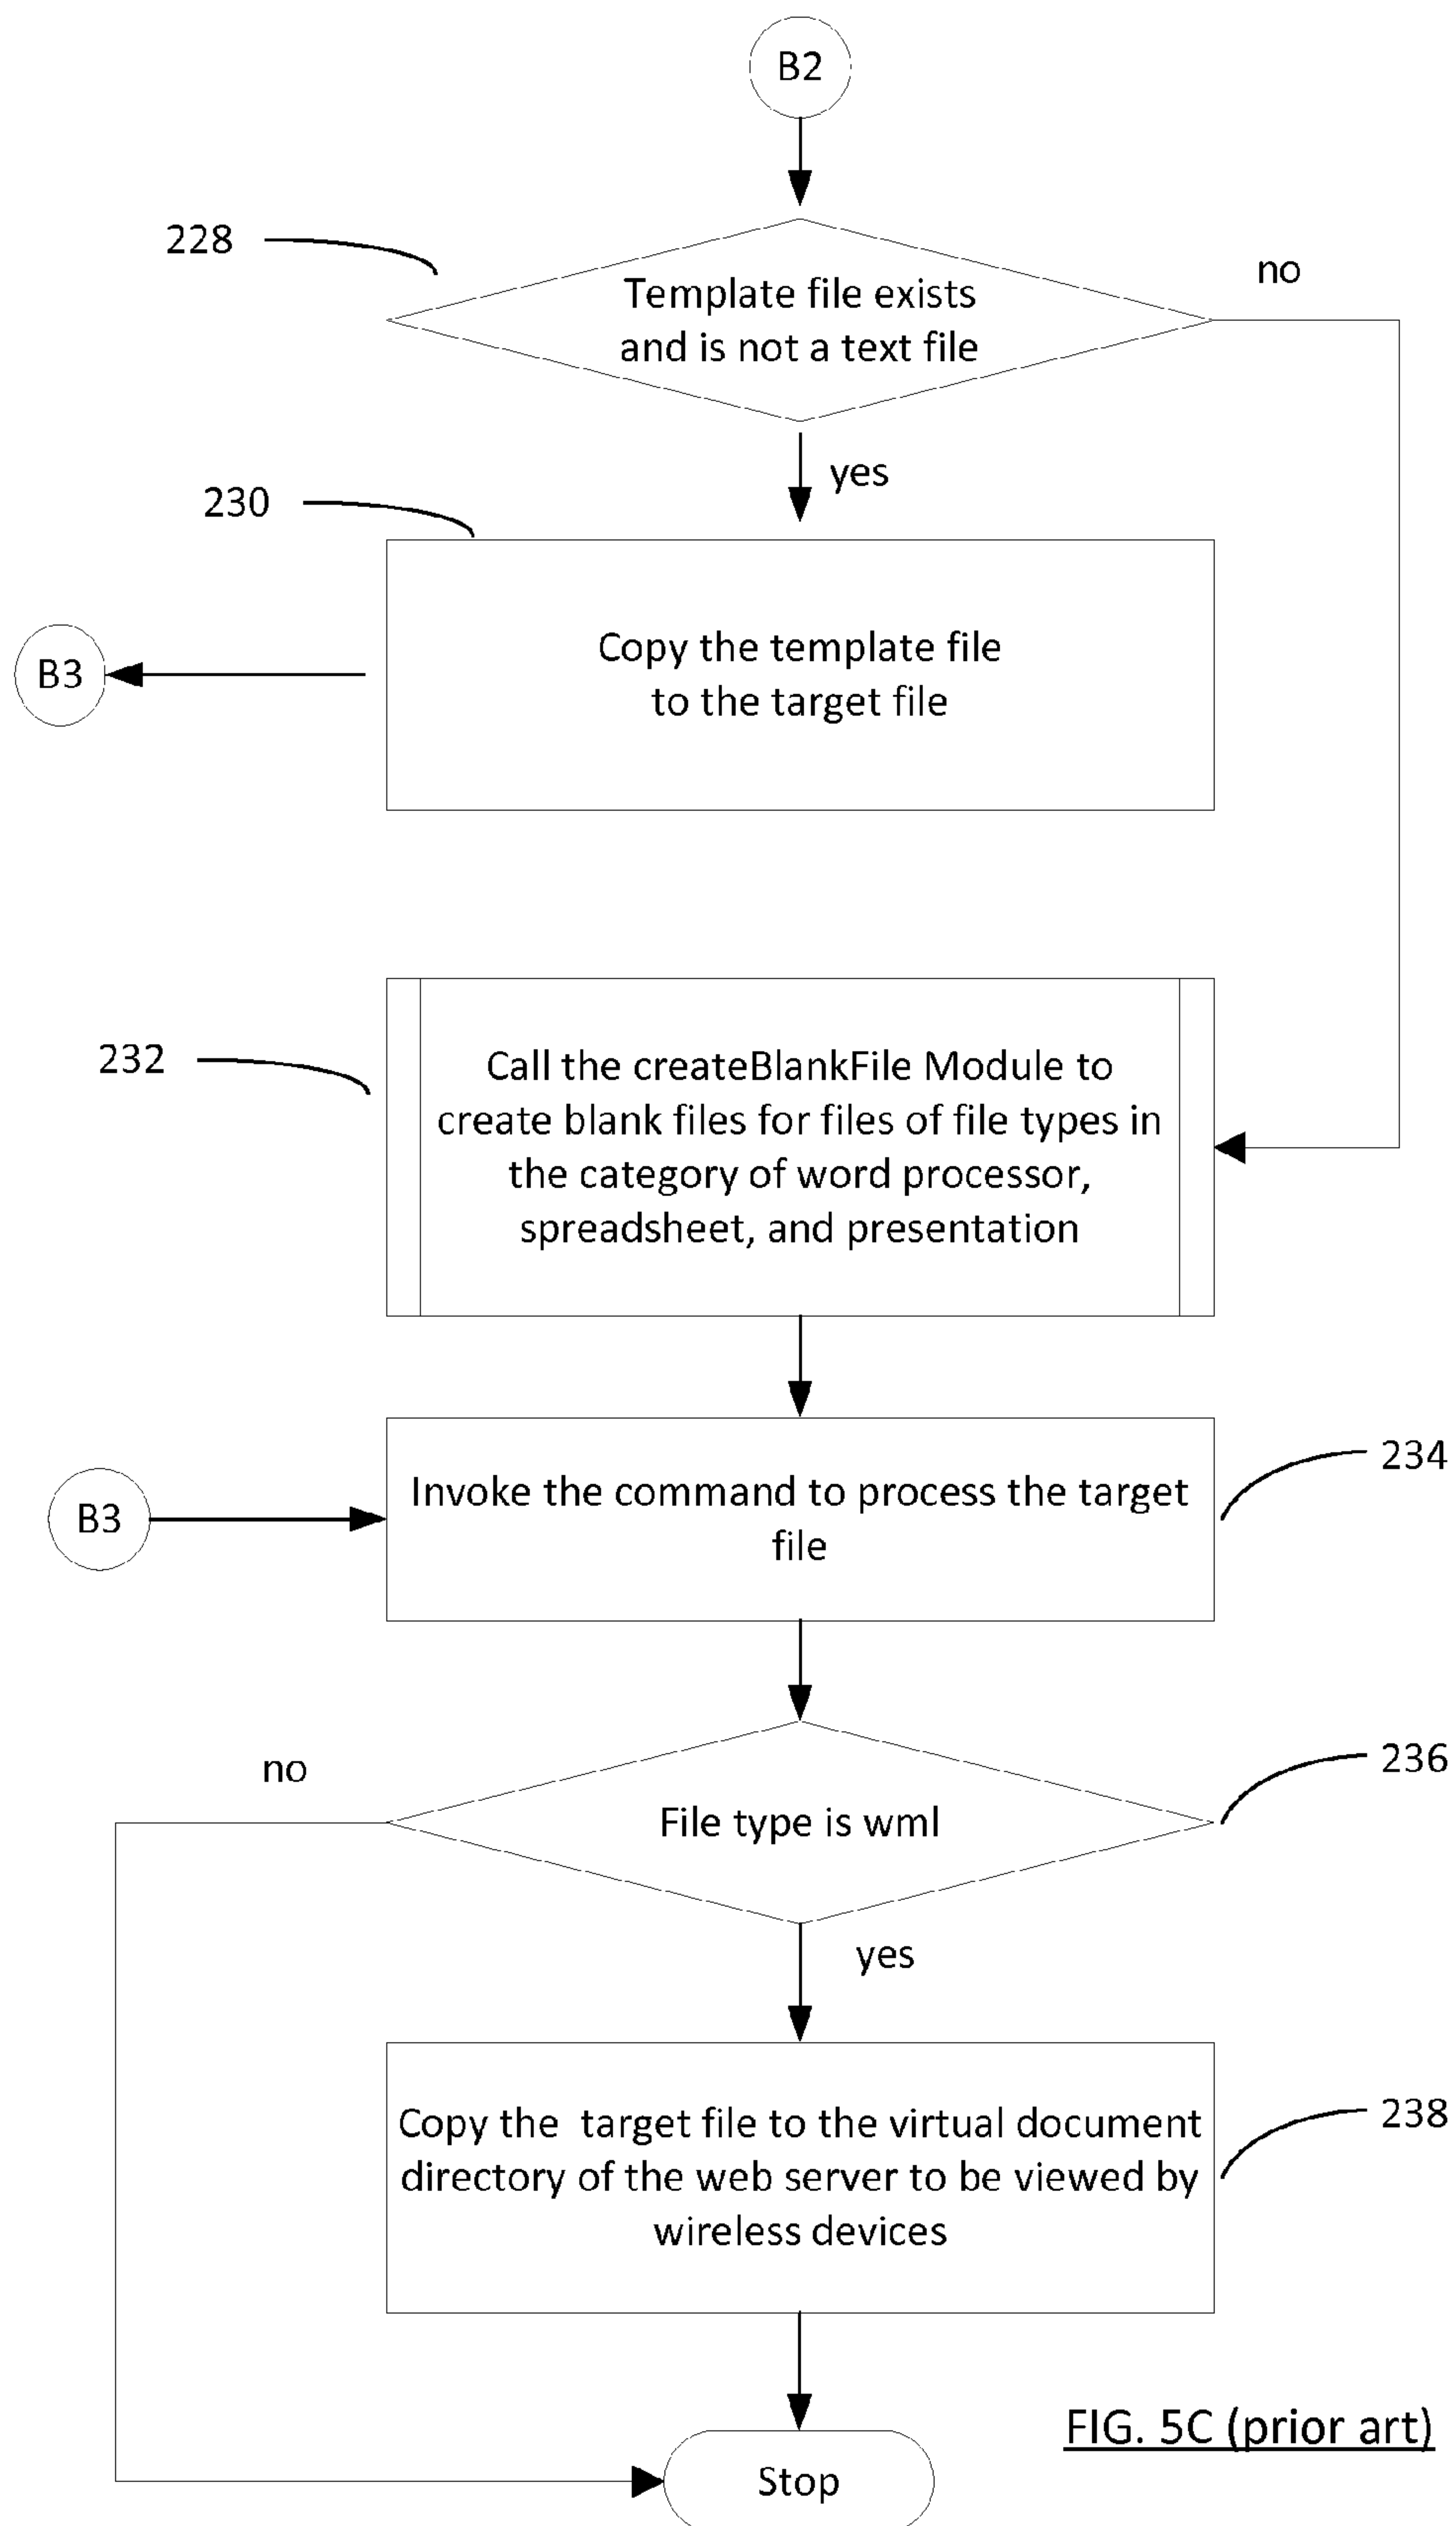 B2
228
no
Template file exists
and is not a text file
yes
230
Copy the template file
to the target file
B3
232
Call the createBlankFile Module to
create blank files for files of file types in
the category of word processor,
spreadsheet, and presentation
234
Invoke the command to process the target
file
B3
236
no
File type is wml
yes
238
Copy the  target file to the virtual document
directory of the web server to be viewed by
wireless devices
FIG. 5C (prior art)
Stop